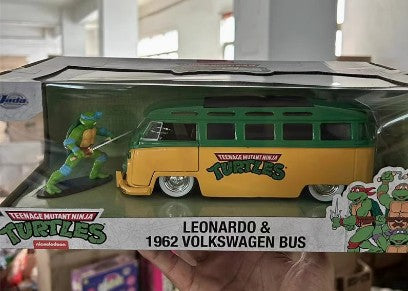 Jada
TEENAGE MUTANT NINJA
TURTLES
TEENAGE MUTANT NINJA
TURTLES
nickelodeon
LEONARDO &
1962 VOLKSWAGEN BUS